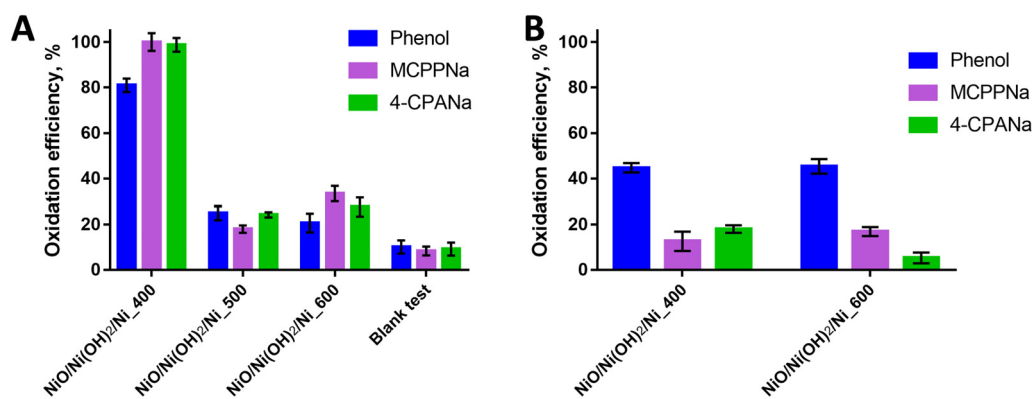 A
Oxidation efficiency, %
100
80
60
40
20
0
Phenol
MCPPNa
4-CPANa
NiO/Ni(OH)2/Ni_400
NiO/Ni(OH)2/Ni_500
NiO/Ni(OH)2/Ni_600
Blank test
B
Oxidation efficiency, %
100
80
60
40
20
0
Phenol
MCPPNa
4-CPANa
NiO/Ni(OH)2/Ni_400
NiO/Ni(OH)2/Ni_600